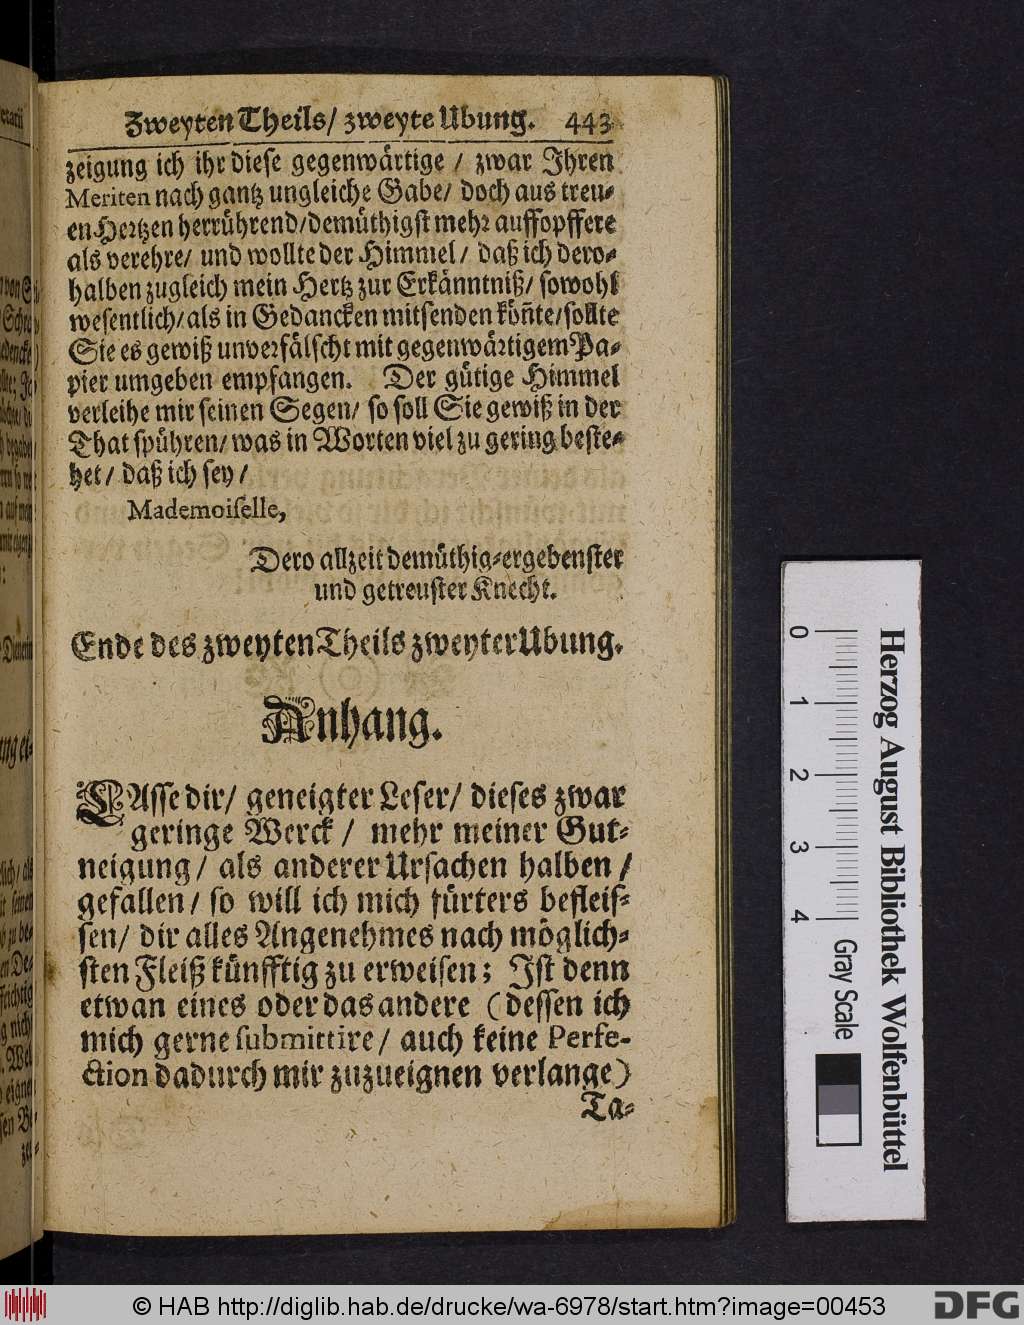 Zweyten Theils/ zweyte Ubung. 443
zeigung ich ihr diese gegenwärtige / zwar Ihren
Meriten nach gantz ungleiche Gabe/ doch aus treu-
en Hertzen herrührend/demüthigst mehr auffopffere
als verehre/ und wollte der Himmel/ daß ich dero-
halben zugleich mein Hertz zur Erkänntniß/ sowohl
wesentlich/als in Gedancken mitsenden kön̄te/sollte
Sie es gewiß unverfälscht mit gegenwärtigem Pa-
pier umgeben empfangen. Der gütige Himmel
verleihe mir seinen Segen/ so soll Sie gewiß in der
That spühren/ was in Worten viel zu gering beste-
het/ daß ich sey/
Mademoiselle,
Dero allzeit demüthig-ergebenster
und getreuster Knecht.
Ende des zweyten Theils zweyter Ubung.
Anhang.
LAsse dir/ geneigter Leser/ dieses zwar
geringe Werck / mehr meiner Gut-
neigung/ als anderer Ursachen halben/
gefallen/ so will ich mich fürters befleis-
sen/ dir alles Angenehmes nach möglich-
sten Fleiß künfftig zu erweisen; Ist denn
etwan eines oder das andere (dessen ich
mich gerne submittire/ auch keine Perfe-
ction dadurch mir zuzueignen verlange)
Ta-
0 1 2 3 4
Gray Scale
Herzog August Bibliothek Wolfenbüttel
© HAB http://diglib.hab.de/drucke/wa-6978/start.htm?image=00453
DFG